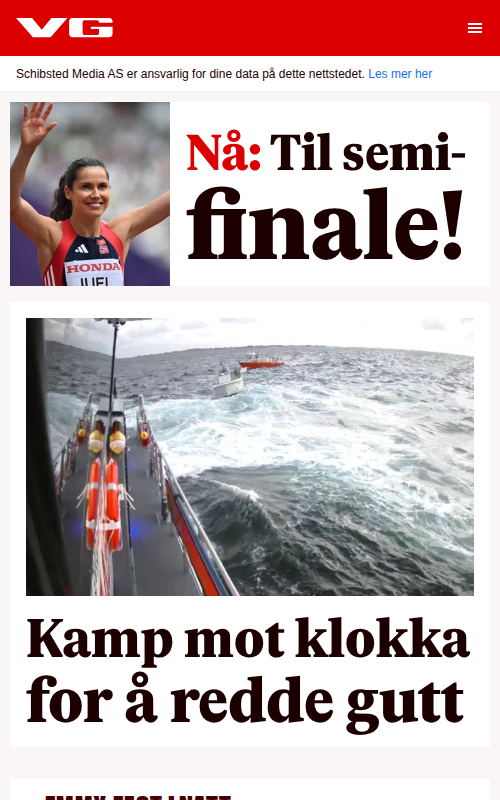 VG
Schibsted Media AS er ansvarlig for dine data på dette nettstedet. Les mer her
Nå: Til semi-
finale!
HONDA
Kamp mot klokka
for å redde gutt